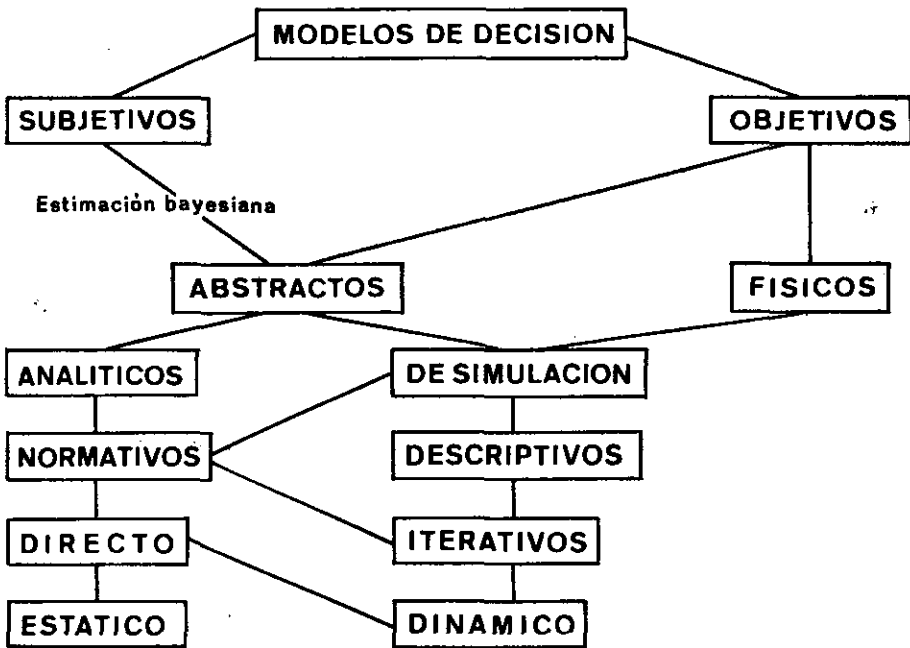 MODELOS DE DECISION
SUBJETIVOS
OBJETIVOS
Estimación bayesiana
ABSTRACTOS
FISICOS
ANALITICOS
DE SIMULACION
NORMATIVOS
DESCRIPTIVOS
DIRECTO
ITERATIVOS
ESTATICO
DINAMICO